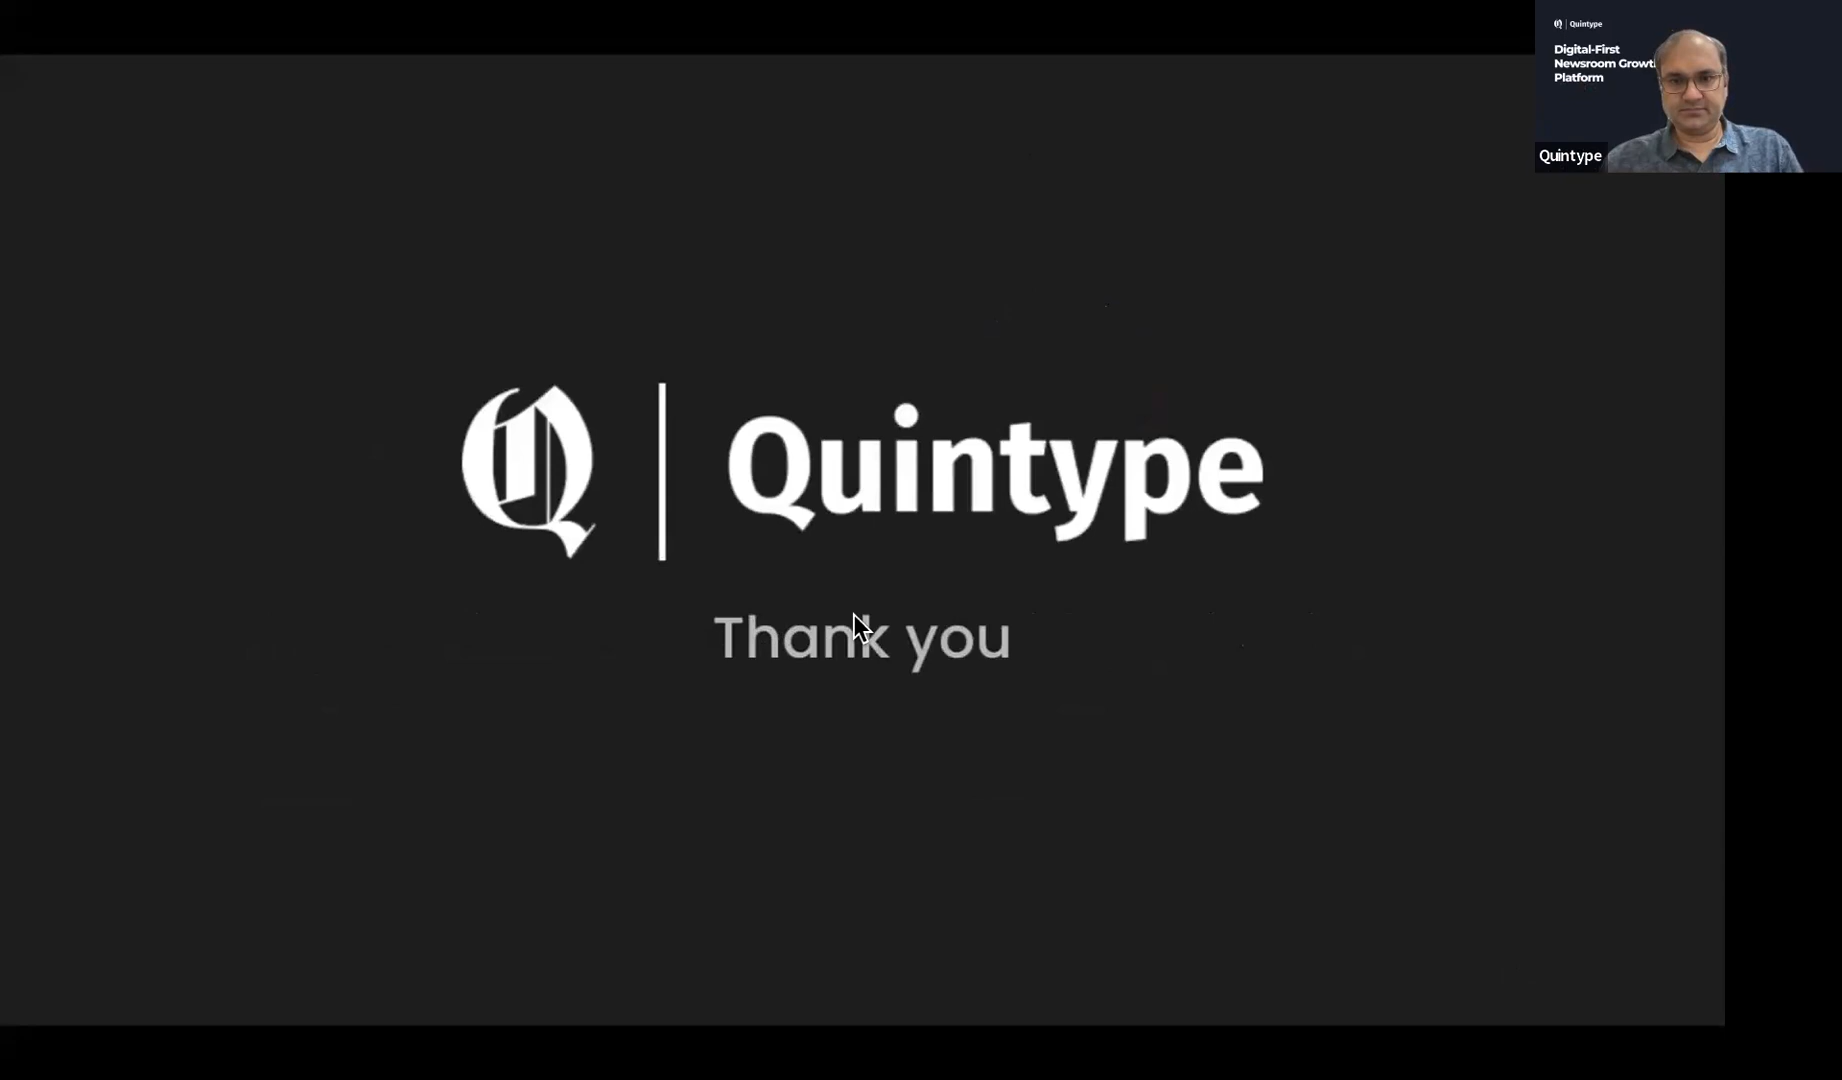 Quintype
Digital-First
Newsroom Growt
Platform
Quintype
Quintype
Thank you